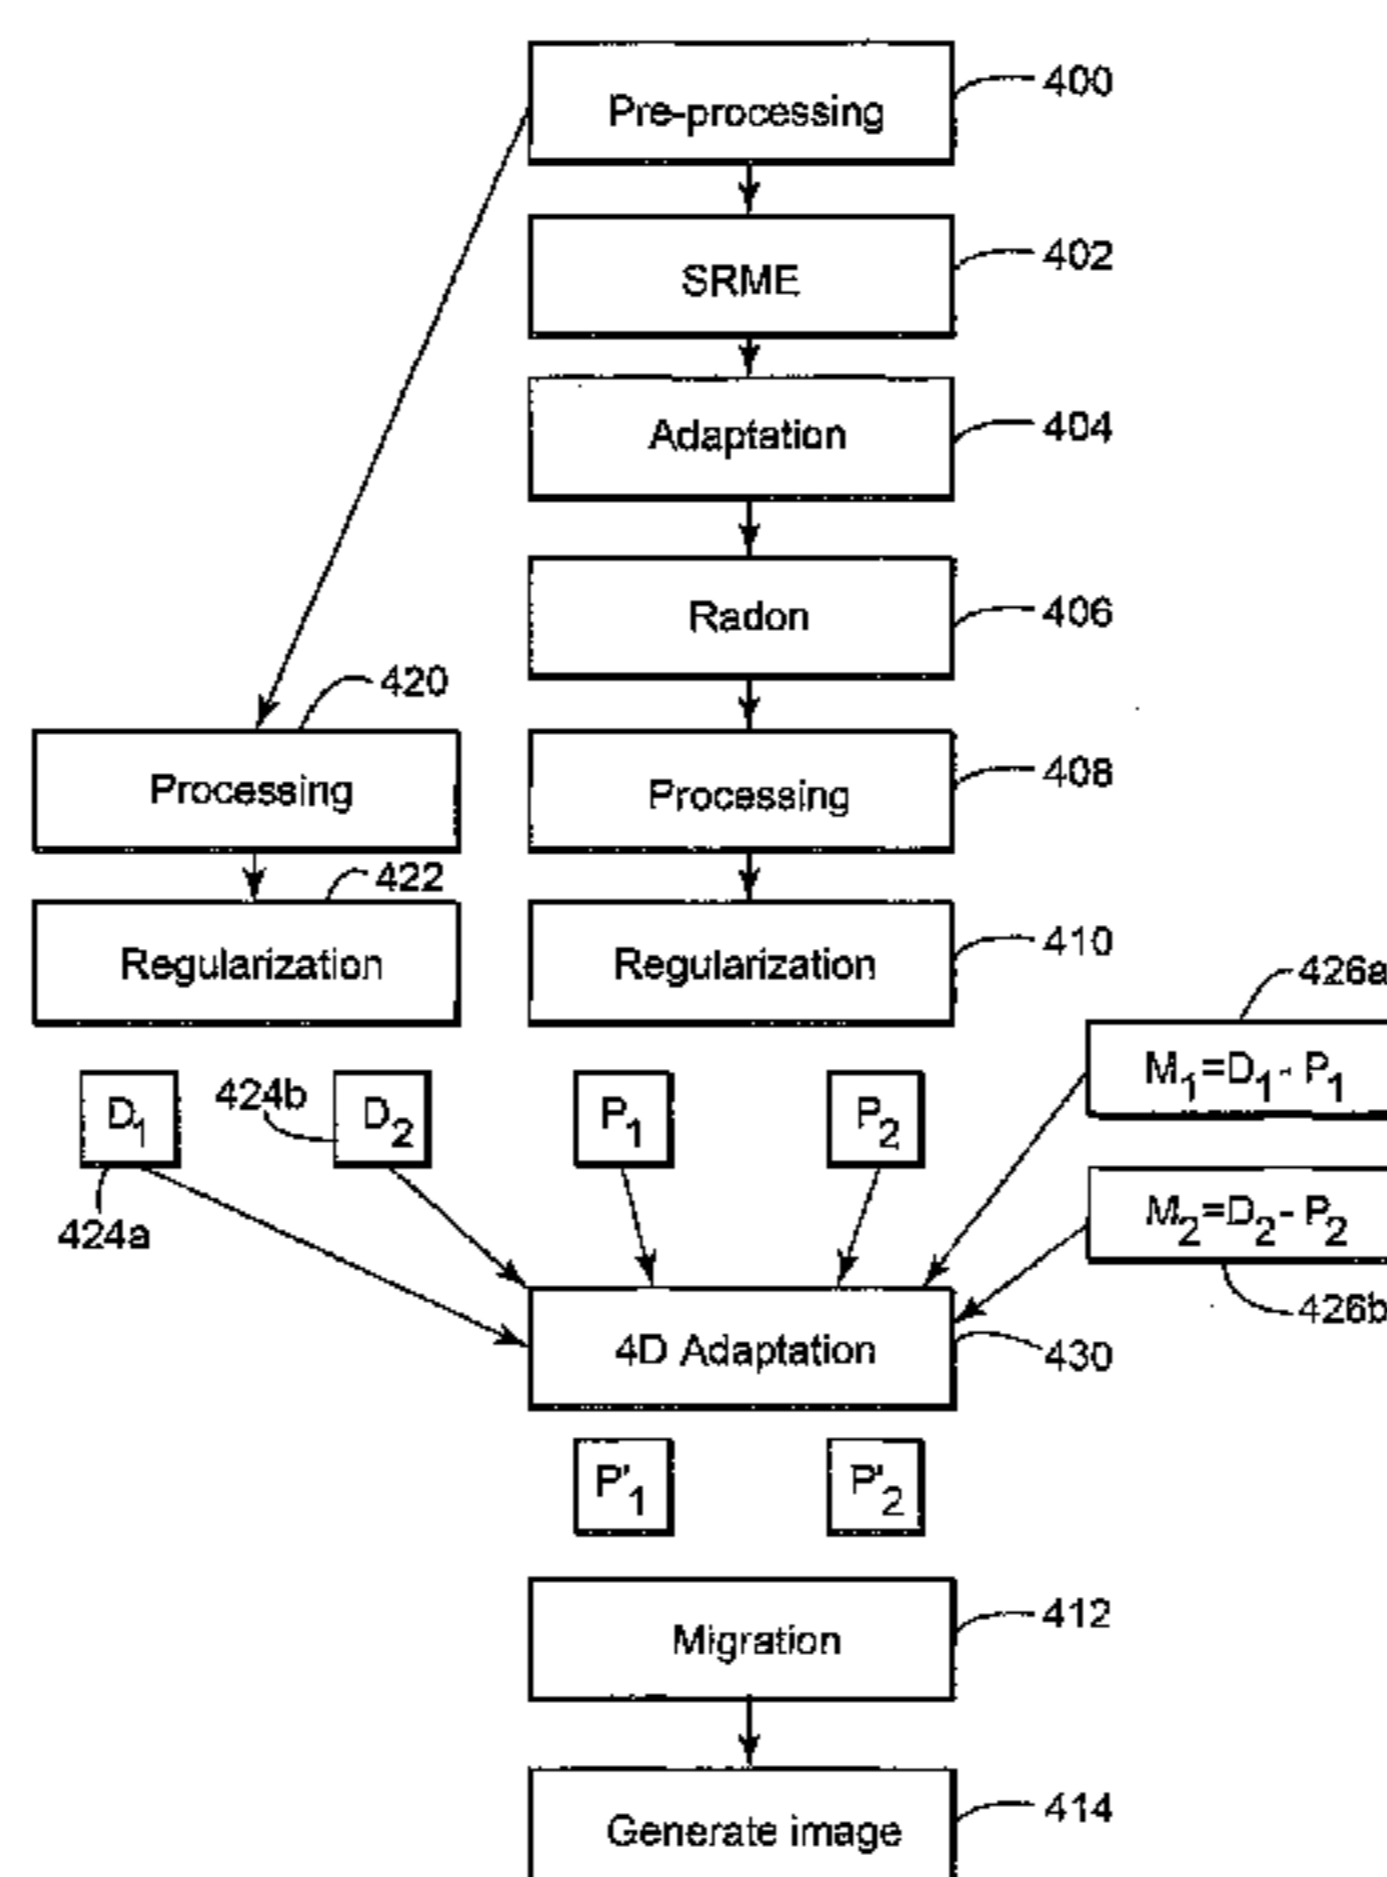 Pre-processing
400
SRME
402
Adaptation
404
Radon
406
420
Processing
Processing
408
422
Regularization
Regularization
410
426a
M1=D1- P1
D1
424b
D2
P1
P2
424a
M2=D2- P2
426b
4D Adaptation
430
P'1
P'2
Migration
412
Generate image
414